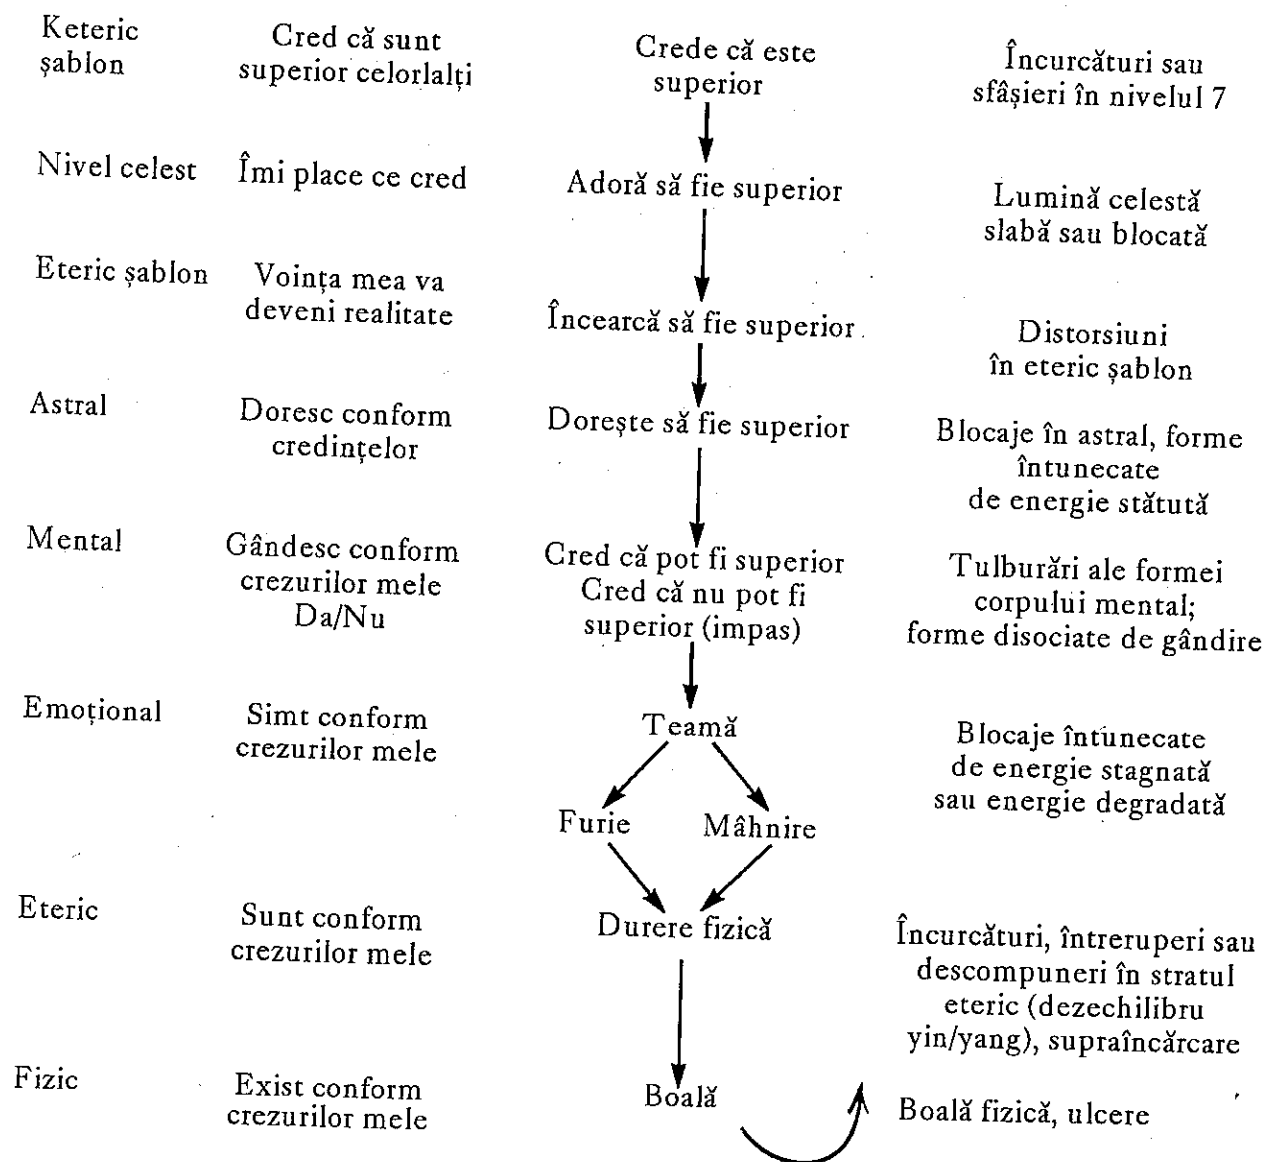 Keteric
șablon
Cred că sunt
superior celorlalți
Crede că este
superior
Încurcături sau
sfâșieri în nivelul 7
Nivel celest
Îmi place ce cred
Adoră să fie superior
Lumină celestă
slabă sau blocată
Eteric șablon
Voința mea va
deveni realitate
Încearcă să fie superior
Distorsiuni
în eteric șablon
Astral
Doresc conform
credințelor
Dorește să fie superior
Blocaje în astral, forme
întunecate
de energie stătută
Mental
Gândesc conform
crezurilor mele
Da/Nu
Cred că pot fi superior
Cred că nu pot fi
superior (impas)
Tulburări ale formei
corpului mental;
forme disociate de gândire
Emoțional
Simt conform
crezurilor mele
Teamă
Furie
Mâhnire
Blocaje întunecate
de energie stagnată
sau energie degradată
Eteric
Sunt conform
crezurilor mele
Durere fizică
Încurcături, întreruperi sau
descompuneri în stratul
eteric (dezechilibru
yin/yang), supraîncărcare
Fizic
Exist conform
crezurilor mele
Boală
Boală fizică, ulcere